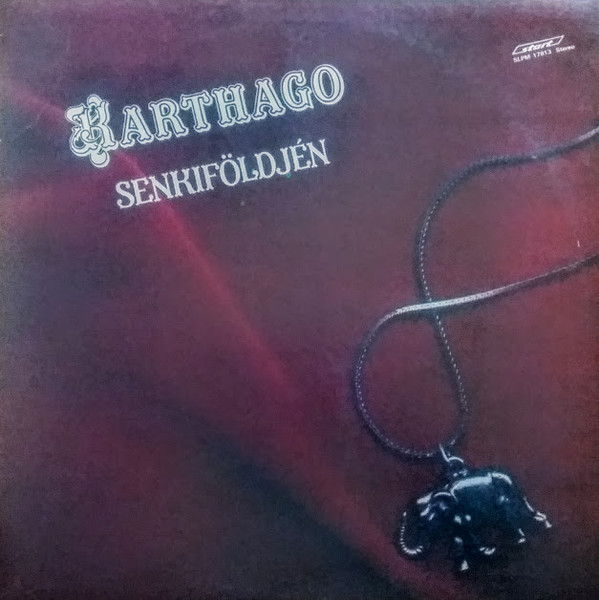 start
SLPM 17813 Stereo
KARTHAGO
SENKIFÖLDJÉN